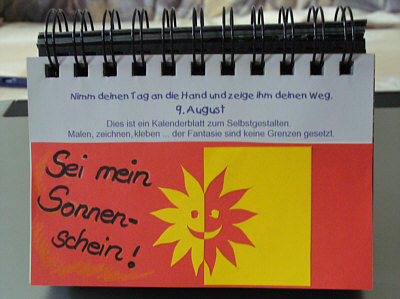 Nimm deinen Tag an die Hand und zeige ihm deinen Weg.
9. August
Dies ist ein Kalenderblatt zum Selbstgestalten.
Malen, zeichnen, kleben ... der Fantasie sind keine Grenzen gesetzt.
Sei mein
Sonnen-
schein!